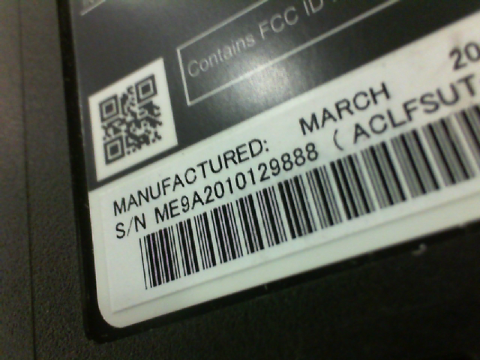 Contains FCC ID
MANUFACTURED: MARCH 20
S/N ME9A2010129888 ( ACLFSUT